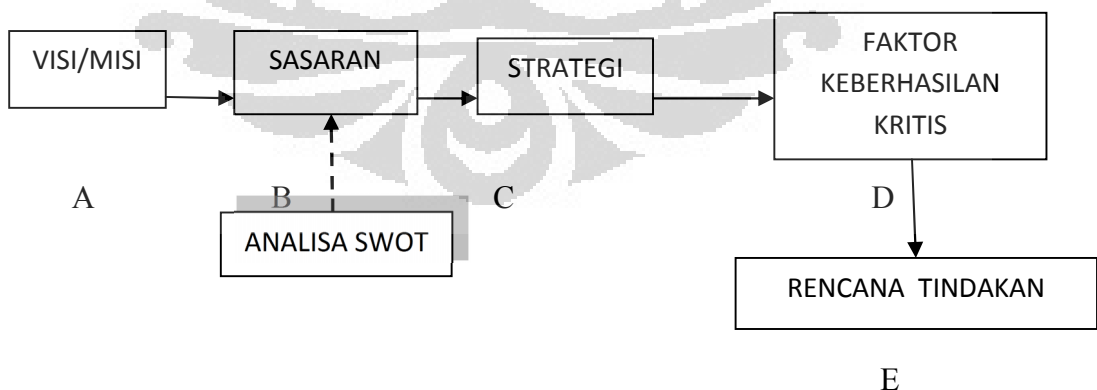 VISI/MISI
SASARAN
STRATEGI
FAKTOR
KEBERHASILAN
KRITIS
A
B
C
D
ANALISA SWOT
RENCANA TINDAKAN
E